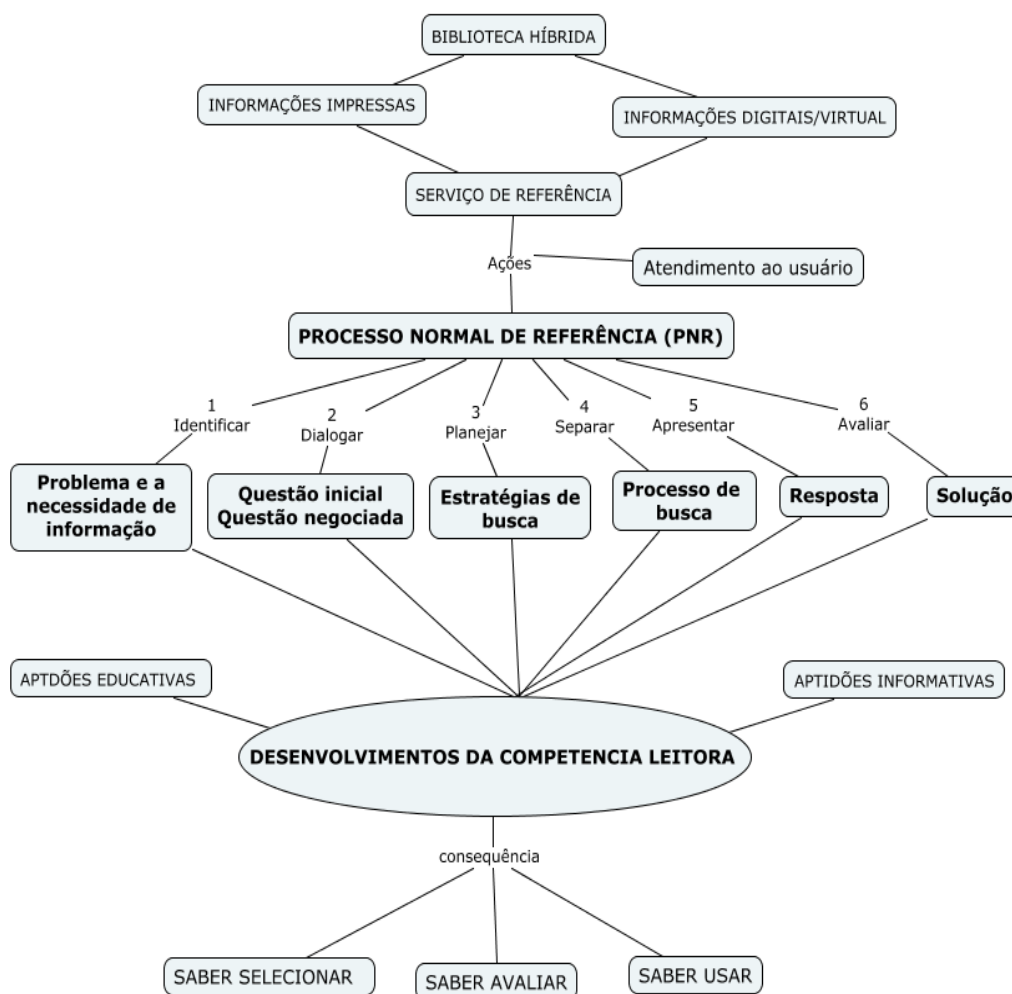 BIBLIOTECA HÍBRIDA
INFORMAÇÕES IMPRESSAS
INFORMAÇÕES DIGITAIS/VIRTUAL
SERVIÇO DE REFERÊNCIA
Ações
Atendimento ao usuário
PROCESSO NORMAL DE REFERÊNCIA (PNR)
1
Identificar
2
Dialogar
3
Planejar
4
Separar
5
Apresentar
6
Avaliar
Problema e a
necessidade de
informação
Questão inicial
Questão negociada
Estratégias de
busca
Processo de
busca
Resposta
Solução
APTDÕES EDUCATIVAS
APTIDÕES INFORMATIVAS
DESENVOLVIMENTOS DA COMPETENCIA LEITORA
consequência
SABER SELECIONAR
SABER AVALIAR
SABER USAR